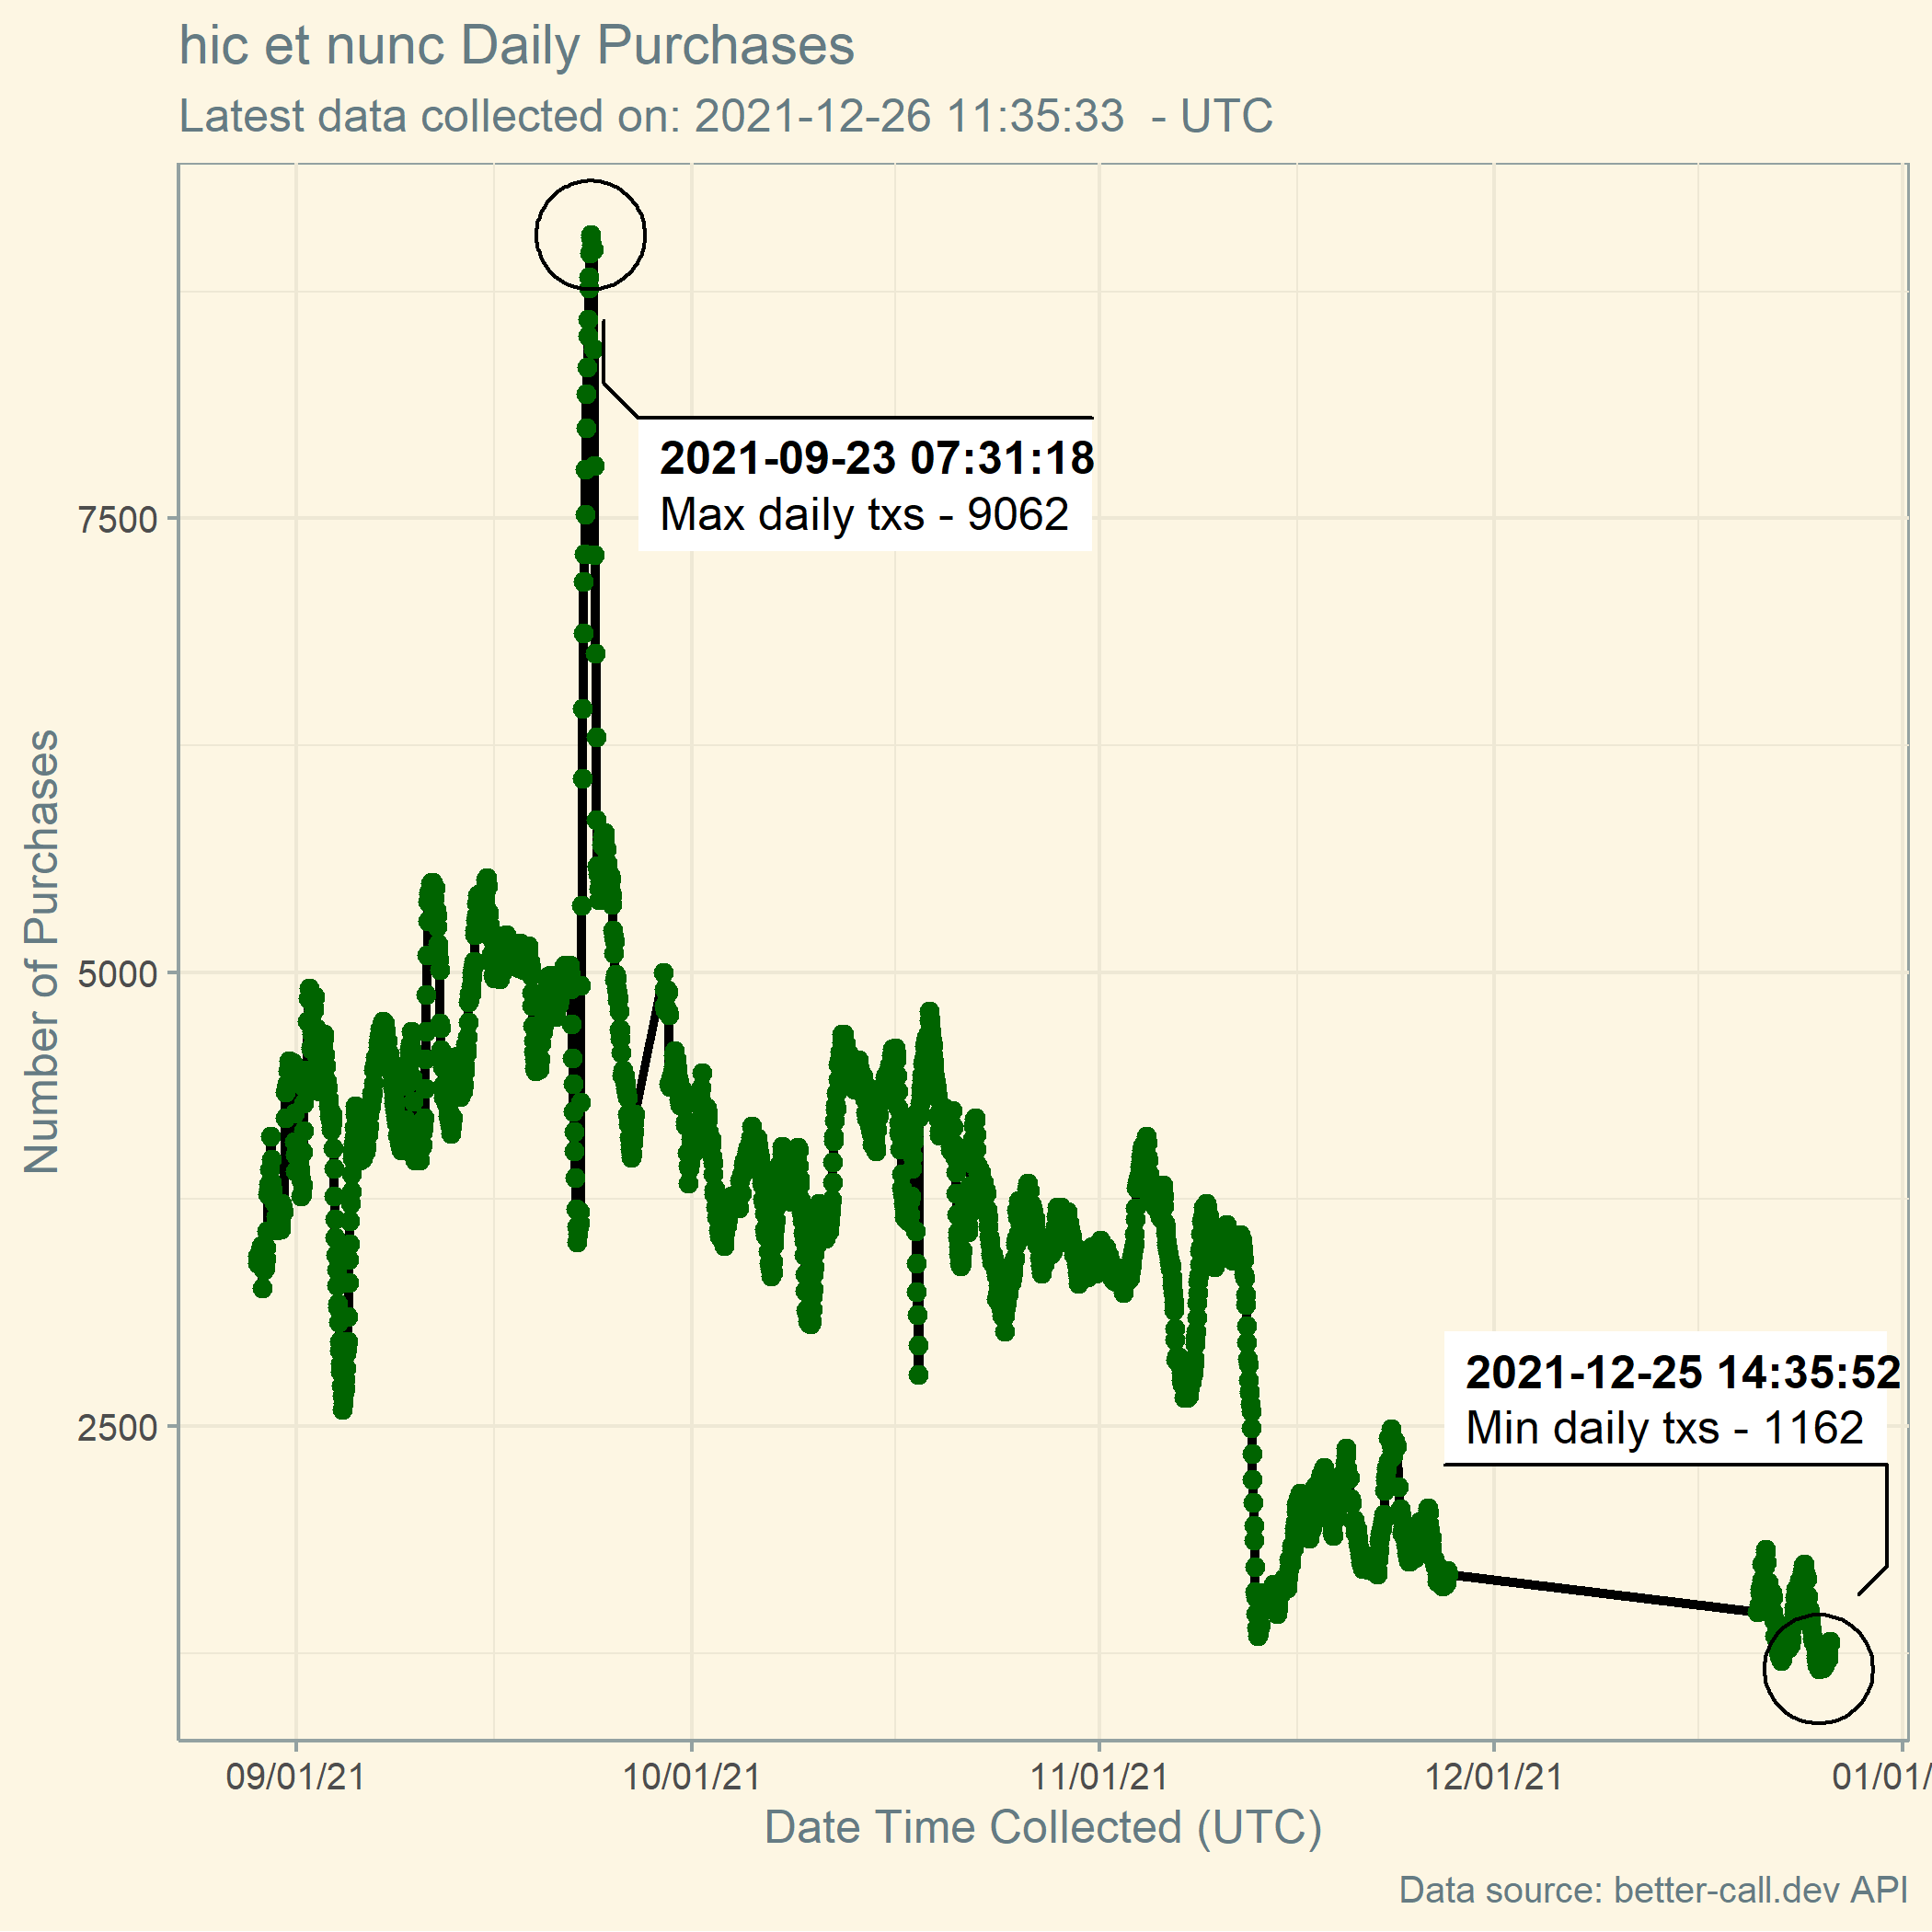 hic et nunc Daily Purchases
Latest data collected on: 2021-12-26 11:35:33 - UTC
Number of Purchases
7500
5000
2500
2021-09-23 07:31:18
Max daily txs - 9062
2021-12-25 14:35:52
Min daily txs - 1162
09/01/21
10/01/21
11/01/21
12/01/21
01/01/
Date Time Collected (UTC)
Data source: better-call.dev API